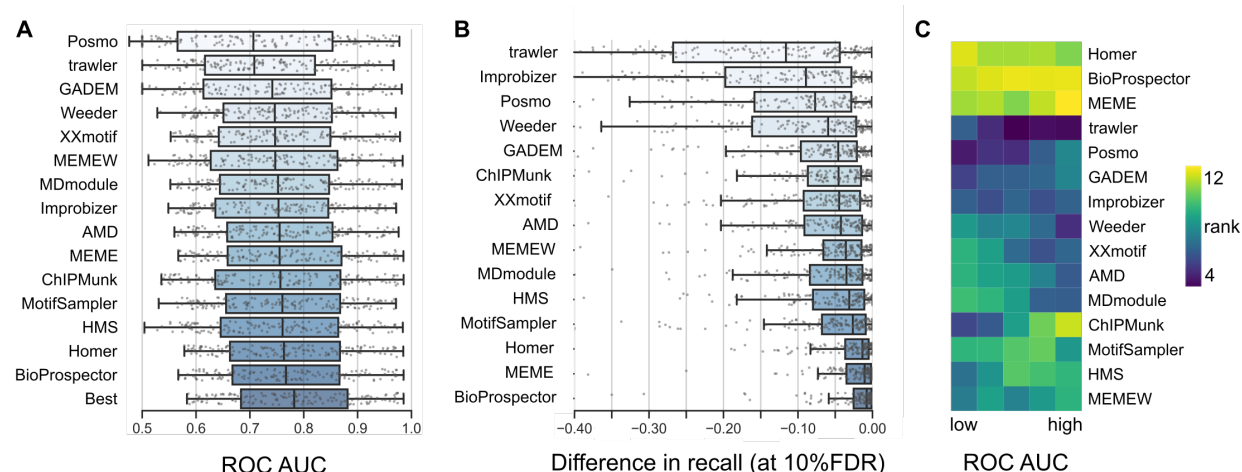 A
Posmo
trawler
GADEM
Weeder
XXmotif
MEMEW
MDmodule
Improbizer
AMD
MEME
ChIPMunk
MotifSampler
HMS
Homer
BioProspector
Best
0.5 0.6 0.7 0.8 0.9 1.0
ROC AUC
B
trawler
Improbizer
Posmo
Weeder
GADEM
ChIPMunk
XXmotif
AMD
MEMEW
MDmodule
HMS
MotifSampler
Homer
MEME
BioProspector
−0.40 −0.30 −0.20 −0.10 0.00
Difference in recall (at 10%FDR)
C
Homer
BioProspector
MEME
trawler
Posmo
GADEM
Improbizer
Weeder
XXmotif
AMD
MDmodule
ChIPMunk
MotifSampler
HMS
MEMEW
low high
ROC AUC
12
rank
4